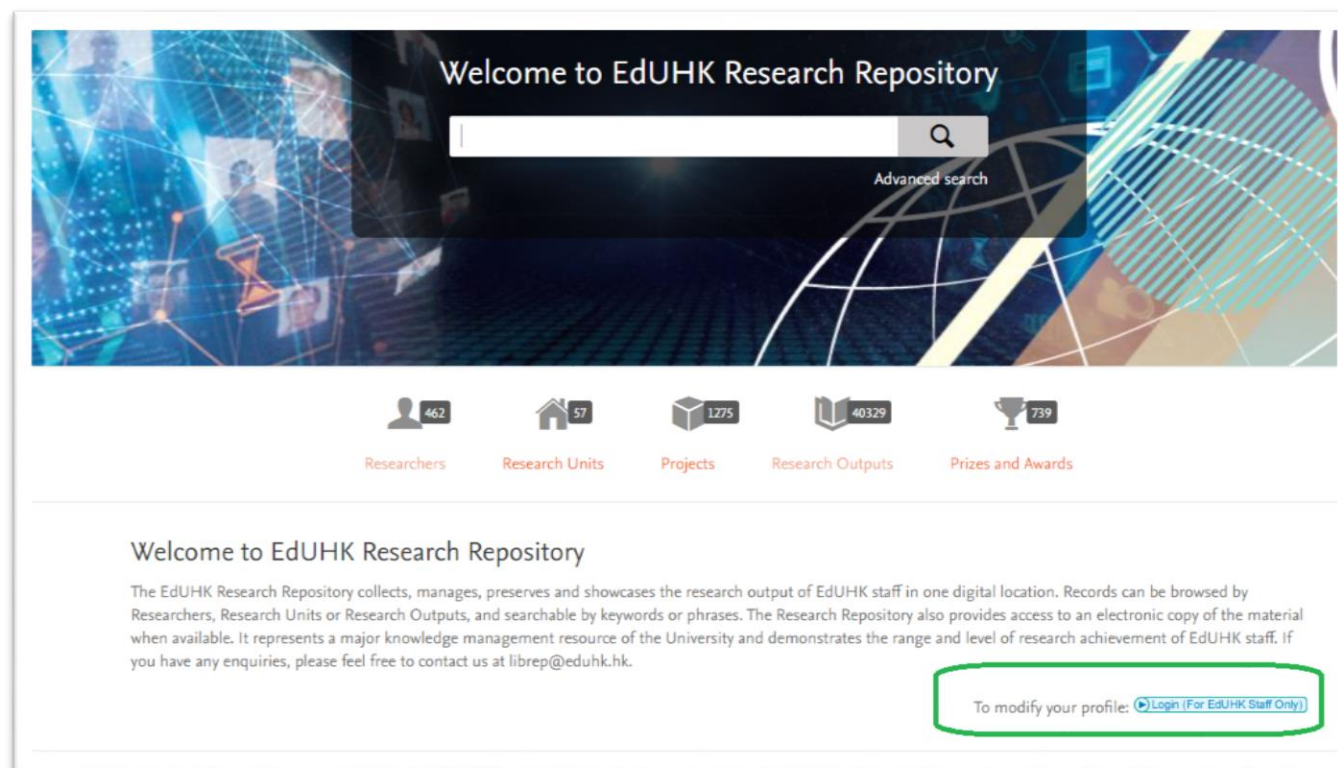 Welcome to EdUHK Research Repository
Advanced search
462
57
1275
40329
739
Researchers
Research Units
Projects
Research Outputs
Prizes and Awards
Welcome to EdUHK Research Repository
The EdUHK Research Repository collects, manages, preserves and showcases the research output of EdUHK staff in one digital location. Records can be browsed by
Researchers, Research Units or Research Outputs, and searchable by keywords or phrases. The Research Repository also provides access to an electronic copy of the material
when available. It represents a major knowledge management resource of the University and demonstrates the range and level of research achievement of EdUHK staff. If
you have any enquiries, please feel free to contact us at librep@eduhk.hk.
To modify your profile: Login (For EdUHK Staff Only)